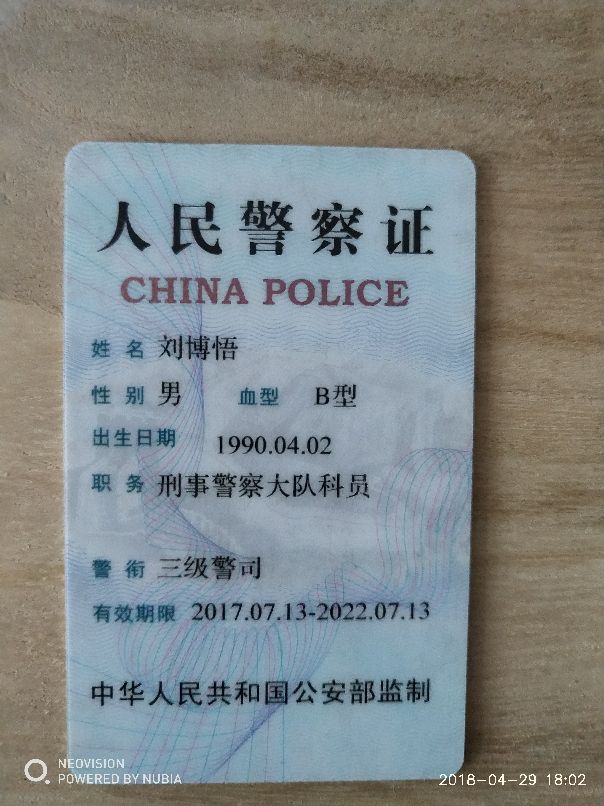 人民警察证
CHINA POLICE
姓名 刘博悟
性别 男 血型 B型
出生日期 1990.04.02
职务 刑事警察大队科员
警衔 三级警司
有效期限 2017.07.13-2022.07.13
中华人民共和国公安部监制
NEOVISION
POWERED BY NUBIA
2018-04-29 18:02